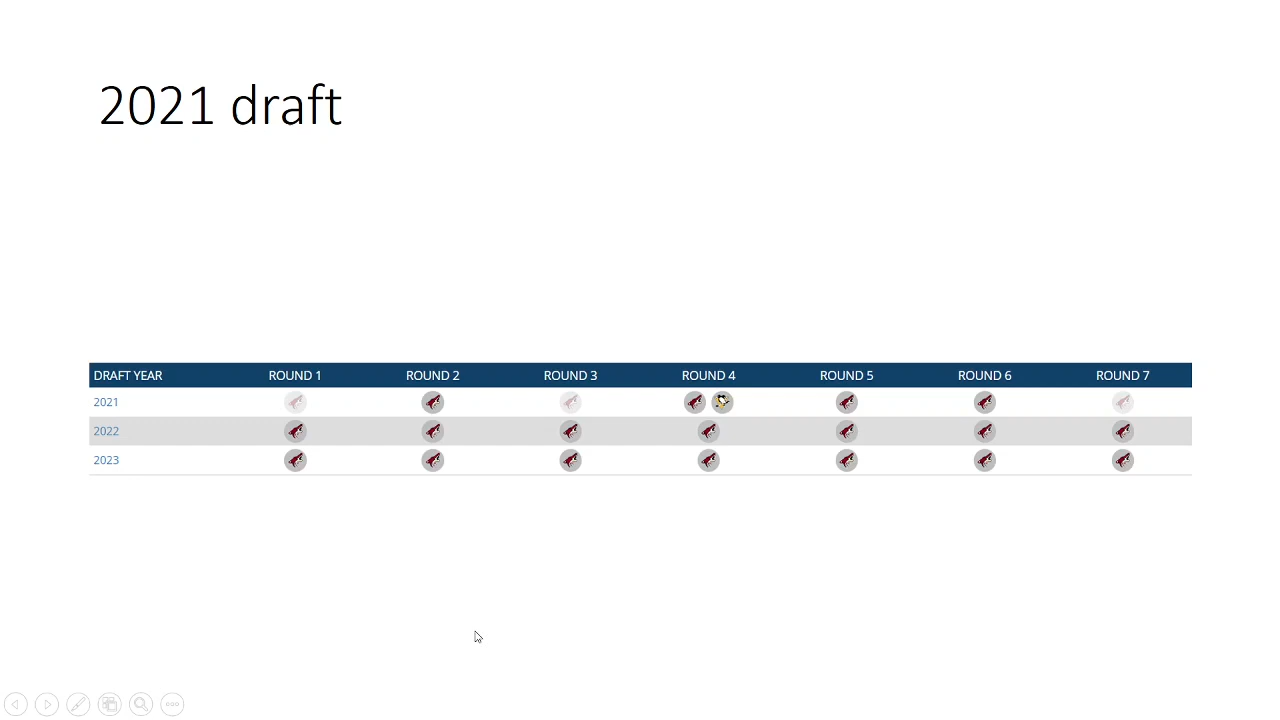 2021 draft
DRAFT YEAR ROUND 1 ROUND 2 ROUND 3 ROUND 4 ROUND 5 ROUND 6 ROUND 7
2021
2022
2023